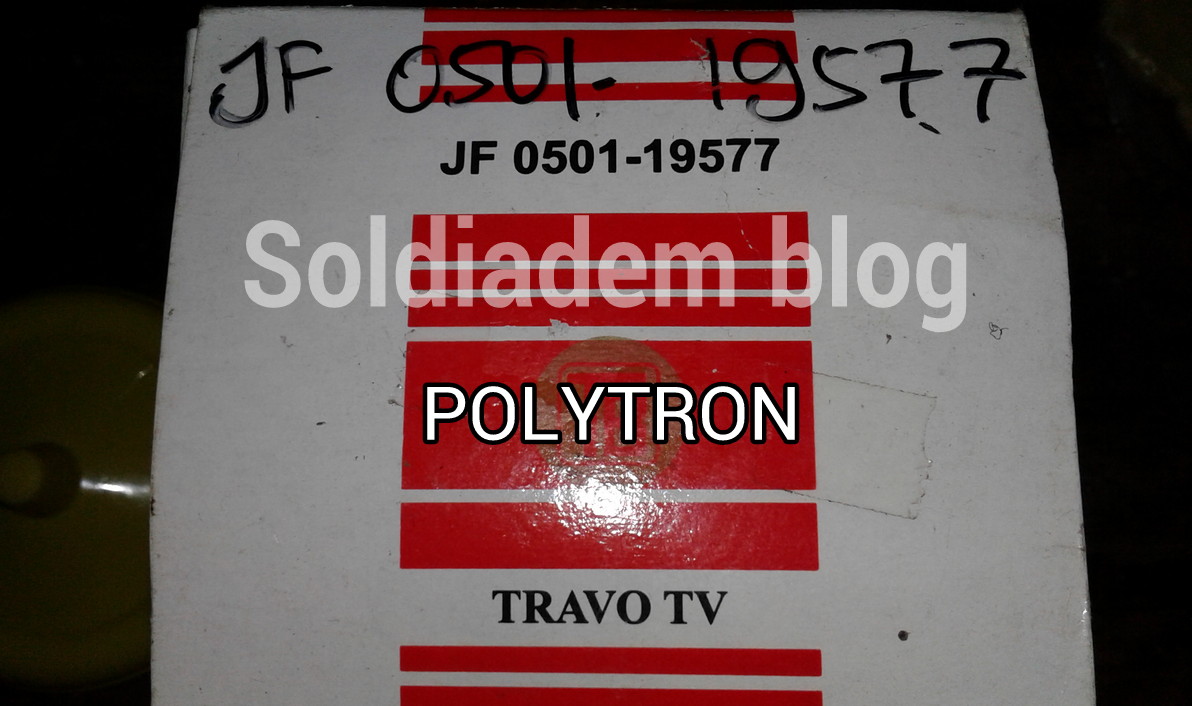 JF 0501-19577
JF 0501-19577
Soldiadem blog
POLYTRON
TRAVO TV